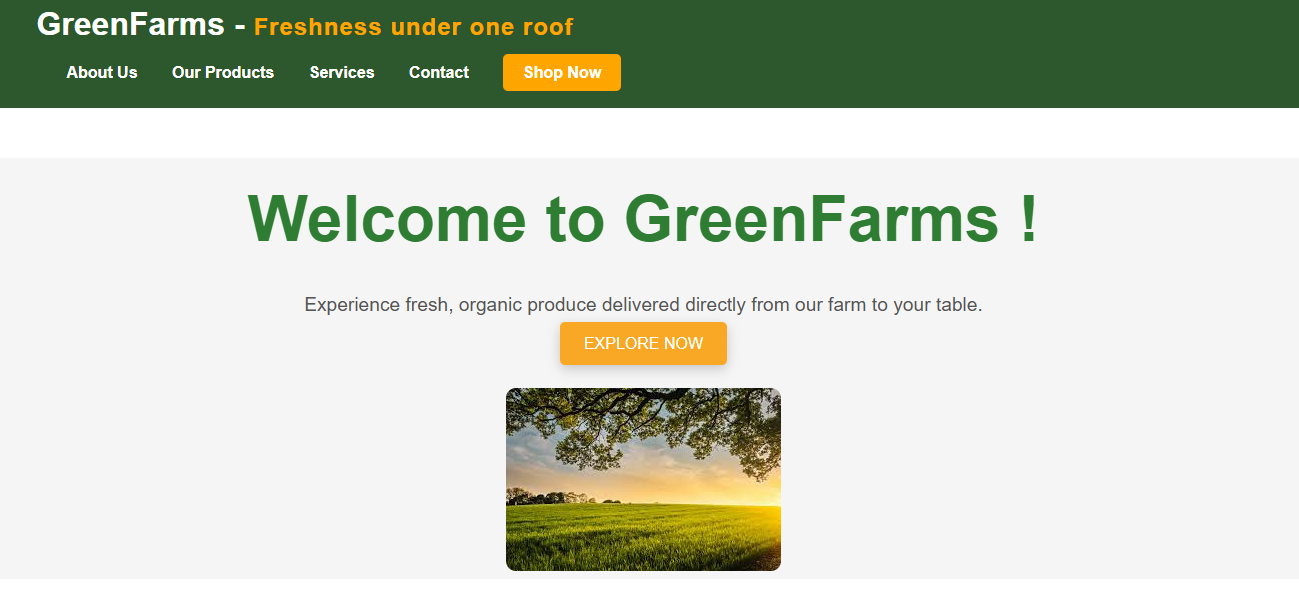 GreenFarms - Freshness under one roof
About Us Our Products Services Contact Shop Now
Welcome to GreenFarms !
Experience fresh, organic produce delivered directly from our farm to your table.
EXPLORE NOW